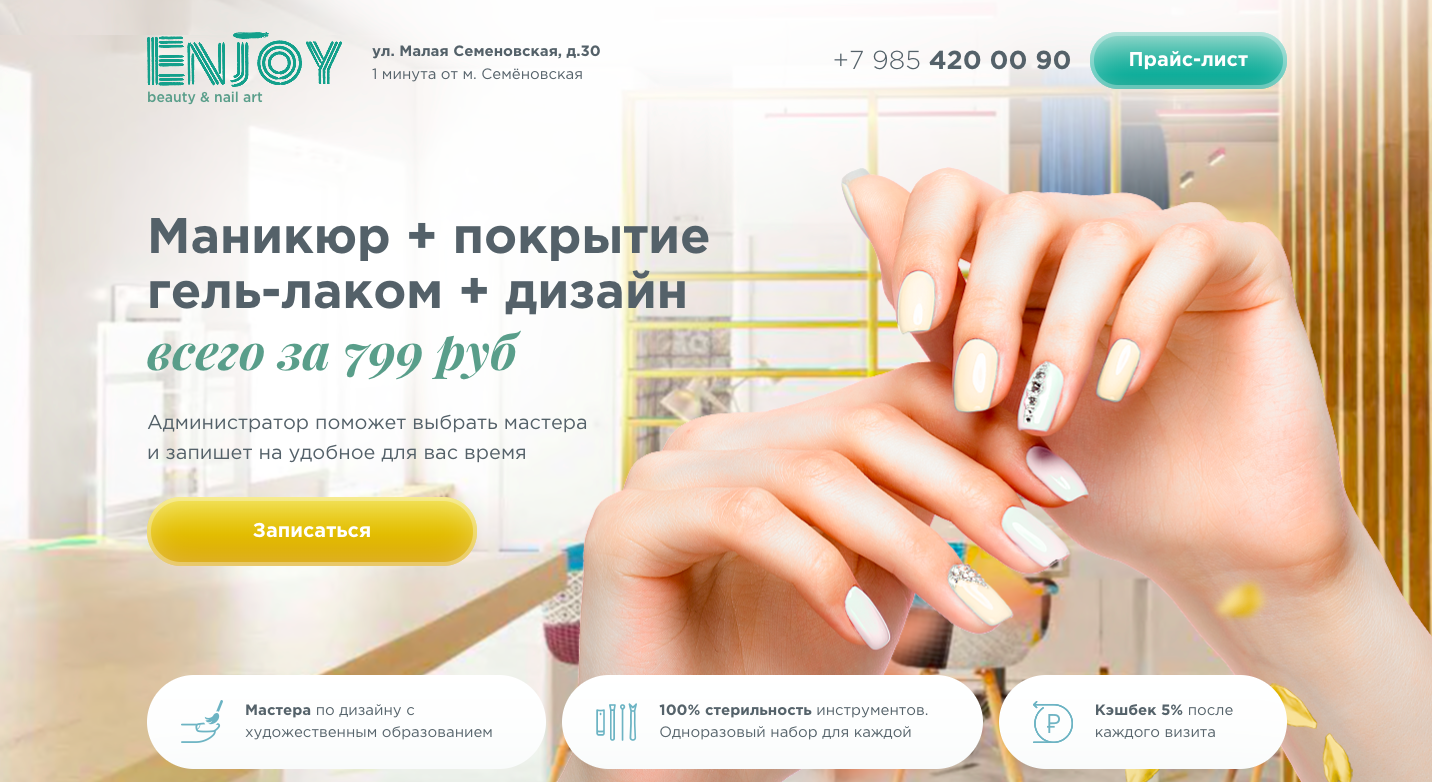 ENJOY
beauty & nail art
ул. Малая Семеновская, д.30
1 минута от м. Семёновская
+7 985 420 00 90
Прайс-лист
Маникюр + покрытие
гель-лаком + дизайн
всего за 799 руб
Администратор поможет выбрать мастера
и запишет на удобное для вас время
Записаться
Мастера по дизайну с
художественным образованием
100% стерильность инструментов.
Одноразовый набор для каждой
Кэшбек 5% после
каждого визита